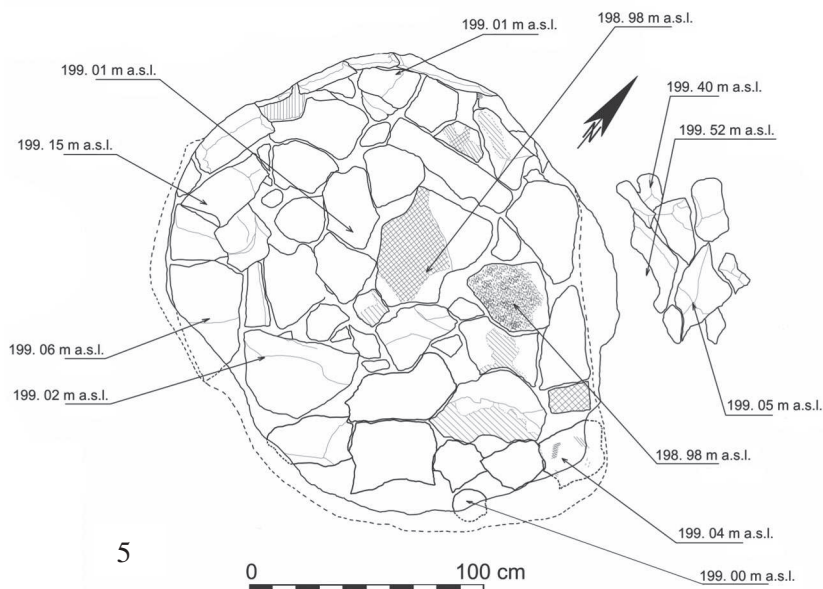 199. 01 m a.s.l.
198. 98 m a.s.l.
199. 01 m a.s.l.
199. 40 m a.s.l.
199. 52 m a.s.l.
199. 15 m a.s.l.
199. 06 m a.s.l.
199. 02 m a.s.l.
199. 05 m a.s.l.
198. 98 m a.s.l.
199. 04 m a.s.l.
199. 00 m a.s.l.
5
0 100 cm